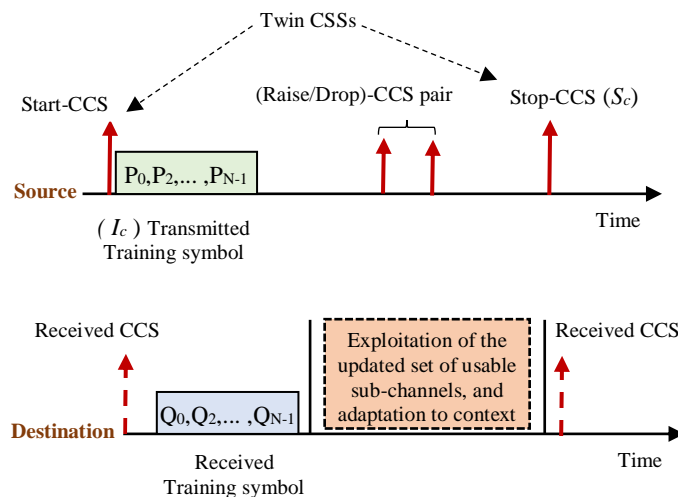 Twin CSSs
Start-CCS
(Raise/Drop)-CCS pair
Stop-CCS (Sc)
P0,P2,... ,PN-1
Source
Time
(Ic) Transmitted
Training symbol
Received CCS
Exploitation of the
updated set of usable
sub-channels, and
adaptation to context
Received CCS
Q0,Q2,... ,QN-1
Destination
Time
Received
Training symbol